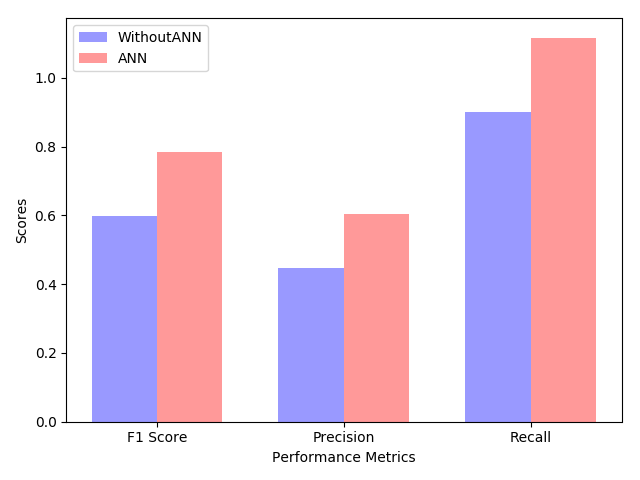 WithoutANN
ANN
Scores
1.0
0.8
0.6
0.4
0.2
0.0
F1 Score Precision Recall
Performance Metrics